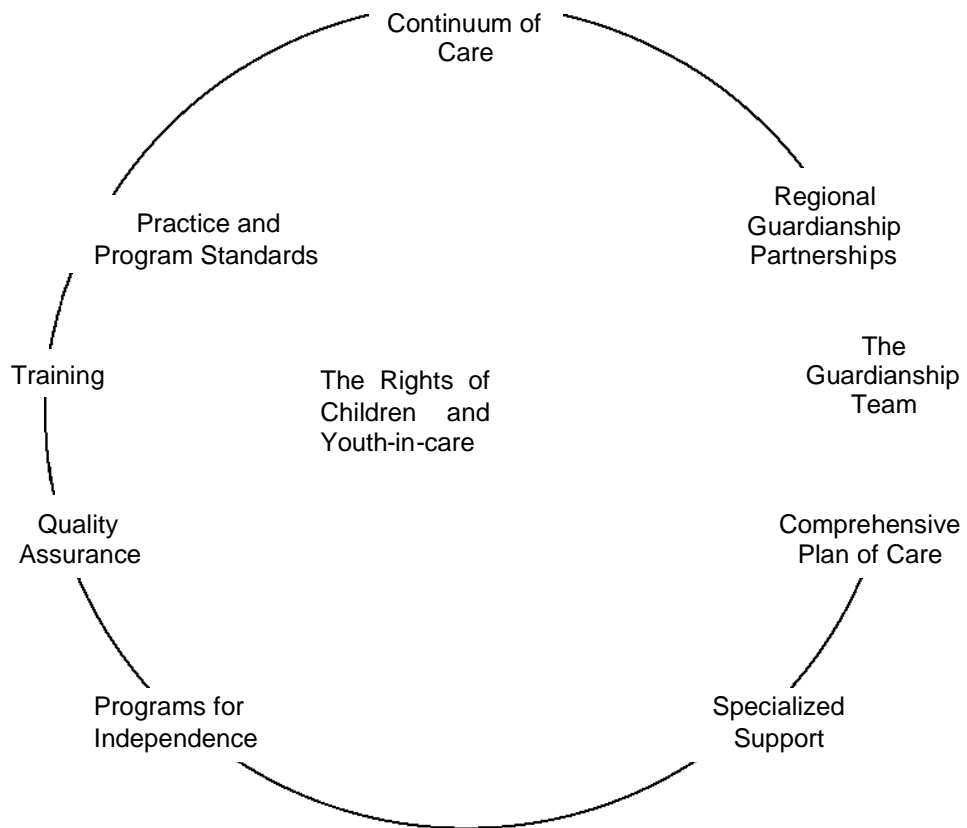 Continuum of
Care
Regional
Guardianship
Partnerships
Practice and
Program Standards
The
Guardianship
Team
Training
The Rights of
Children and
Youth-in-care
Quality
Assurance
Comprehensive
Plan of Care
Programs for
Independence
Specialized
Support